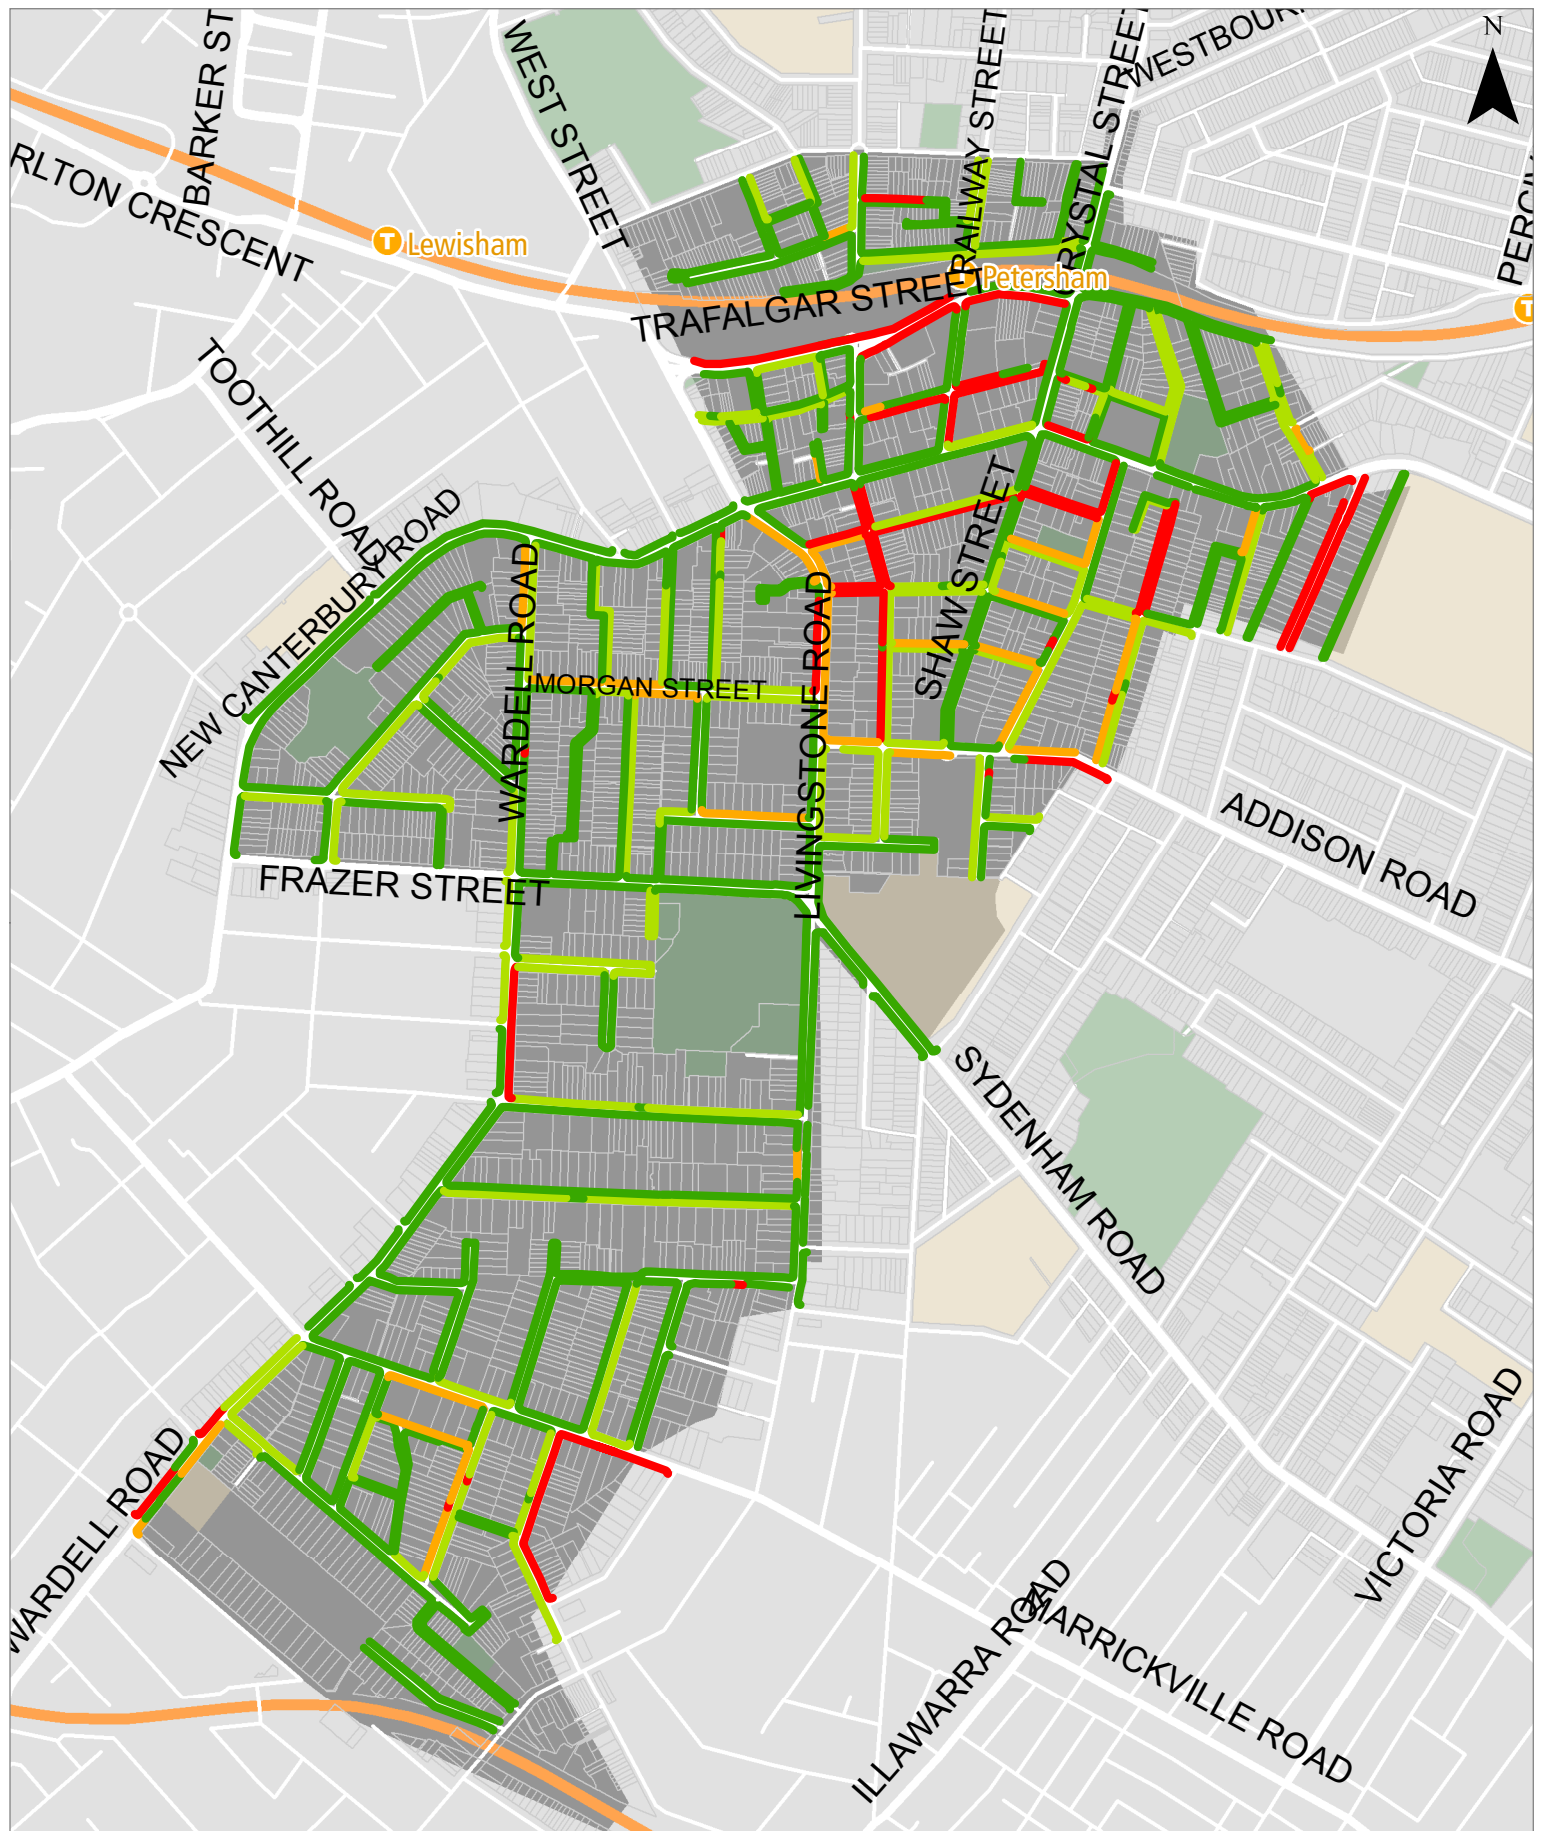 N
BARKER ST
WEST STREET
RAILWAY STREET
CRYSTAL STREET
WESTBOUR
RLTON CRESCENT
T
Lewisham
T
Petersham
TRAFALGAR STREET
T
TOOTHILL ROAD
NEW CANTERBURY ROAD
WARDELL ROAD
MORGAN STREET
LIVINGSTONE ROAD
SHAW STREET
ADDISON ROAD
FRAZER STREET
SYDENHAM ROAD
WARDELL ROAD
VICTORIA ROAD
ILLAWARRA ROAD
MARRICKVILLE ROAD